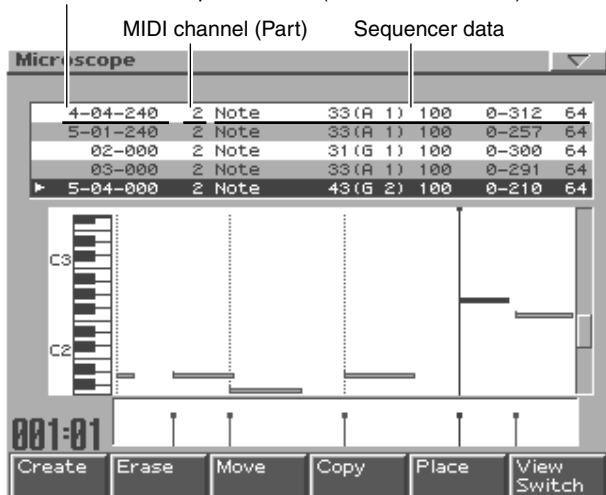 MIDI channel (Part) Sequencer data
Microscope
4-04-240 2 Note 33(A 1) 100 0-312 64
5-01-240 2 Note 33(A 1) 100 0-257 64
02-000 2 Note 31(G 1) 100 0-300 64
03-000 2 Note 33(A 1) 100 0-291 64
5-04-000 2 Note 43(G 2) 100 0-210 64
C3
C2
001:01
Create Erase Move Copy Place View
Switch